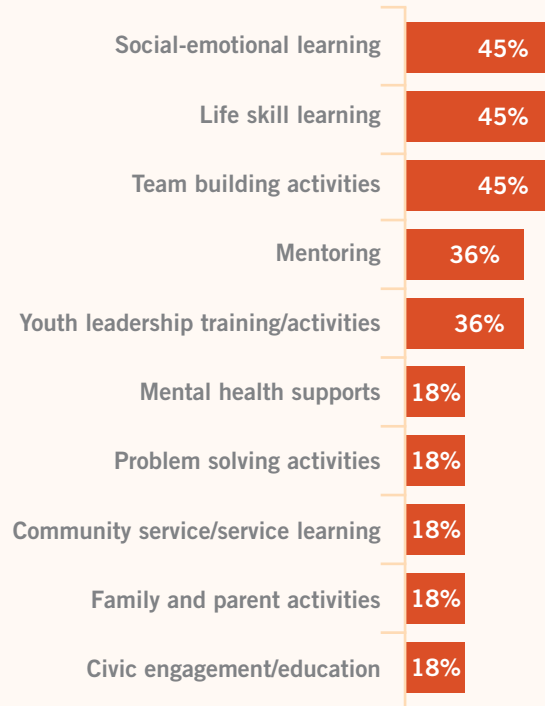 Social-emotional learning 45%
Life skill learning 45%
Team building activities 45%
Mentoring 36%
Youth leadership training/activities 36%
Mental health supports 18%
Problem solving activities 18%
Community service/service learning 18%
Family and parent activities 18%
Civic engagement/education 18%